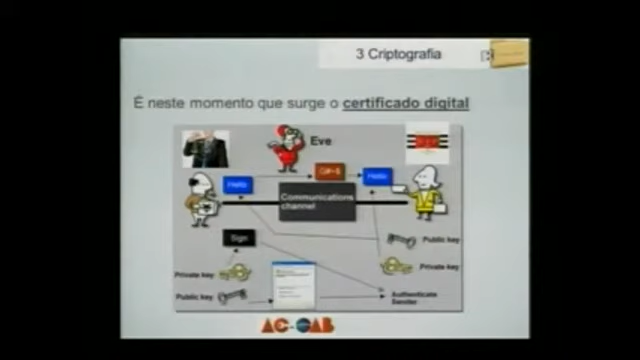 3 Criptografia
É neste momento que surge o certificado digital
Eve
Hello
Hello
Communications
channel
Sign
Public key
Private key
Private key
Public key
Authenticate
Sender
AC-OAB